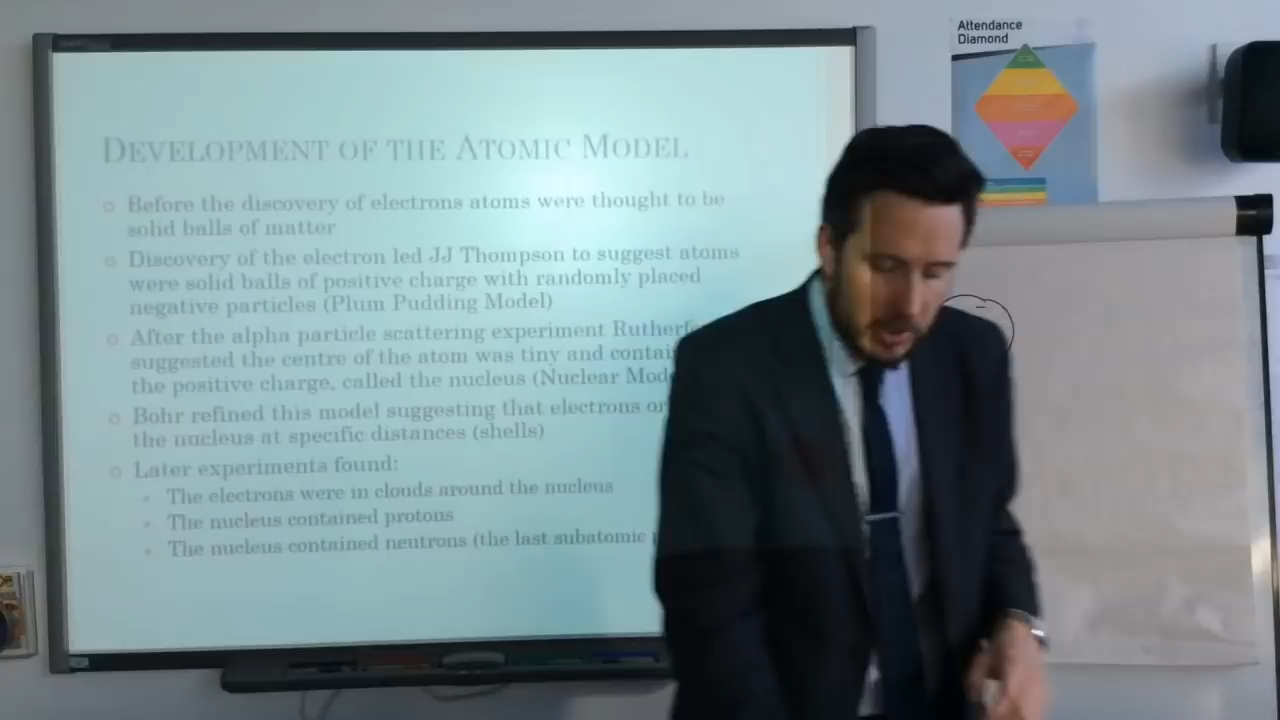 Attendance
Diamond
DEVELOPMENT OF THE ATOMIC MODEL
Before the discovery of electrons atoms were thought to be
solid balls of matter
Discovery of the electron led JJ Thompson to suggest atoms
were solid balls of positive charge with randomly placed
negative particles (Plum Pudding Model)
After the alpha particle scattering experiment Rutherf
suggested the centre of the atom was tiny and contai
the positive charge, called the nucleus (Nuclear Mod
Bohr refined this model suggesting that electrons or
the nucleus at specific distances (shells)
Later experiments found:
The electrons were in clouds around the nucleus
The nucleus contained protons
The nucleus contained neutrons (the last subatomic